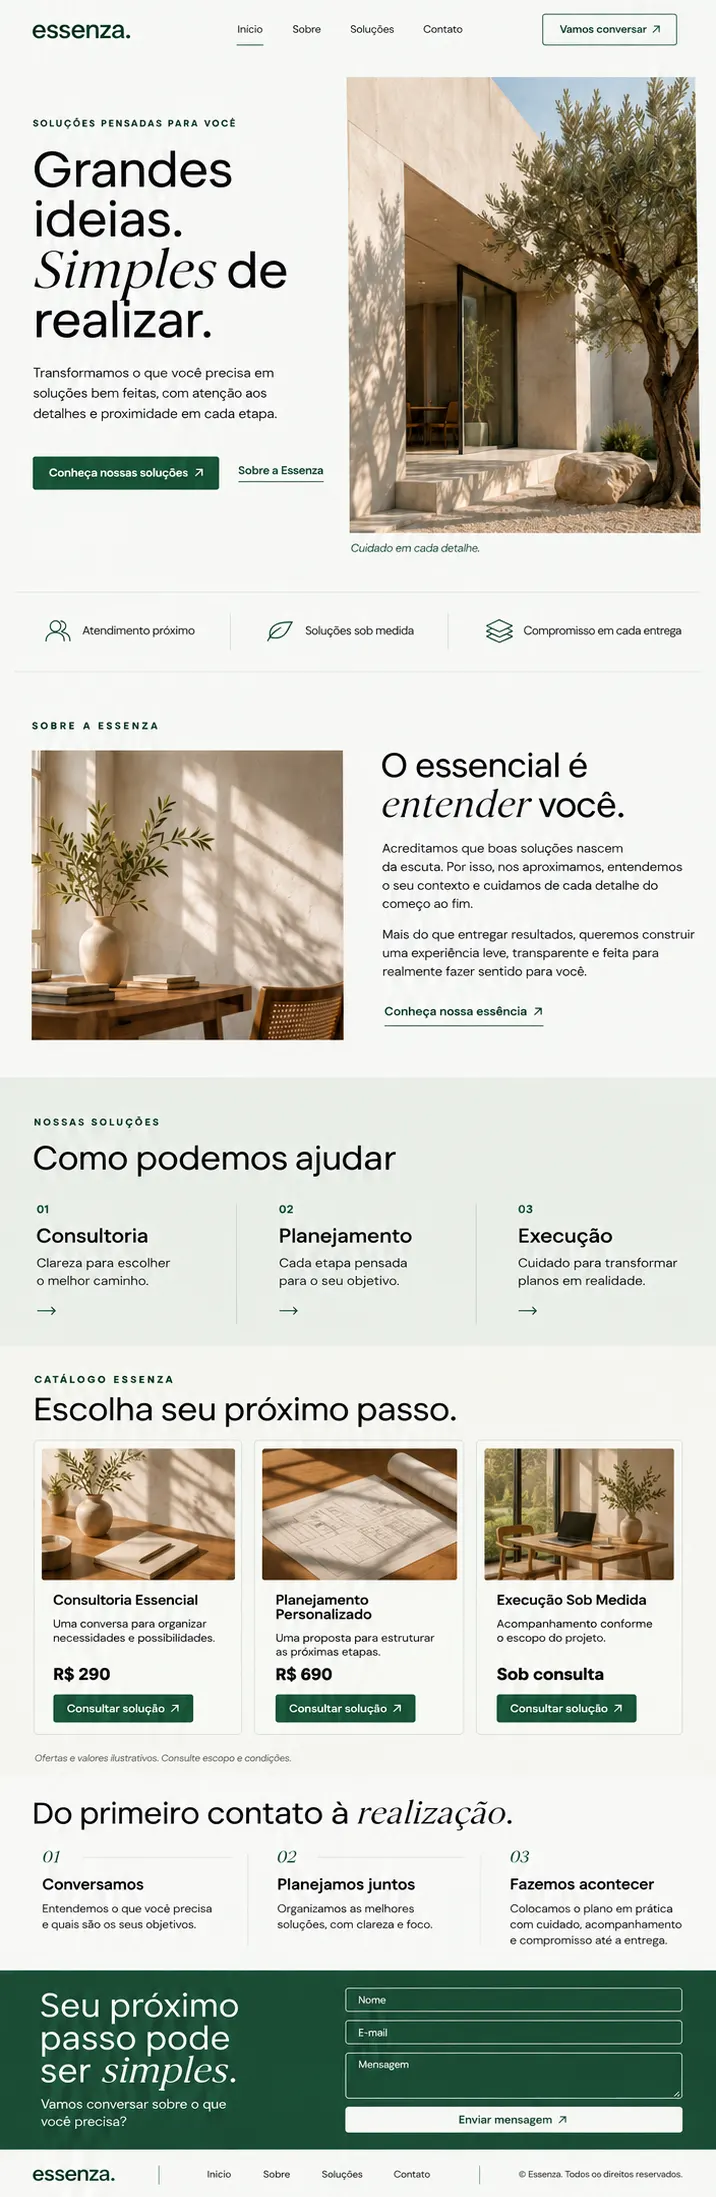 essenza.
Início
Sobre
Soluções
Contato
Vamos conversar
SOLUÇÕES PENSADAS PARA VOCÊ
Grandes
ideias.
Simples de
realizar.
Transformamos o que você precisa em
soluções bem feitas, com atenção aos
detalhes e proximidade em cada etapa.
Conheça nossas soluções
Sobre a Essenza
Cuidado em cada detalhe.
Atendimento próximo
Soluções sob medida
Compromisso em cada entrega
SOBRE A ESSENZA
O essencial é
entender você.
Acreditamos que boas soluções nascem
da escuta. Por isso, nos aproximamos, entendemos
o seu contexto e cuidamos de cada detalhe do
começo ao fim.
Mais do que entregar resultados, queremos construir
uma experiência leve, transparente e feita para
realmente fazer sentido para você.
Conheça nossa essência
NOSSAS SOLUÇÕES
Como podemos ajudar
01
Consultoria
Clareza para escolher
o melhor caminho.
02
Planejamento
Cada etapa pensada
para o seu objetivo.
03
Execução
Cuidado para transformar
planos em realidade.
CATÁLOGO ESSENZA
Escolha seu próximo passo.
Consultoria Essencial
Uma conversa para organizar
necessidades e possibilidades.
R$ 290
Consultar solução
Planejamento
Personalizado
Uma proposta para estruturar
as próximas etapas.
R$ 690
Consultar solução
Execução Sob Medida
Acompanhamento conforme
o escopo do projeto.
Sob consulta
Consultar solução
Ofertas e valores ilustrativos. Consulte escopo e condições.
Do primeiro contato à realização.
01
Conversamos
Entendemos o que você precisa
e quais são os seus objetivos.
02
Planejamos juntos
Organizamos as melhores
soluções, com clareza e foco.
03
Fazemos acontecer
Colocamos o plano em prática
com cuidado, acompanhamento
e compromisso até a entrega.
Seu próximo
passo pode
ser simples.
Vamos conversar sobre o que
você precisa?
Nome
E-mail
Mensagem
Enviar mensagem
essenza.
Início
Sobre
Soluções
Contato
© Essenza. Todos os direitos reservados.